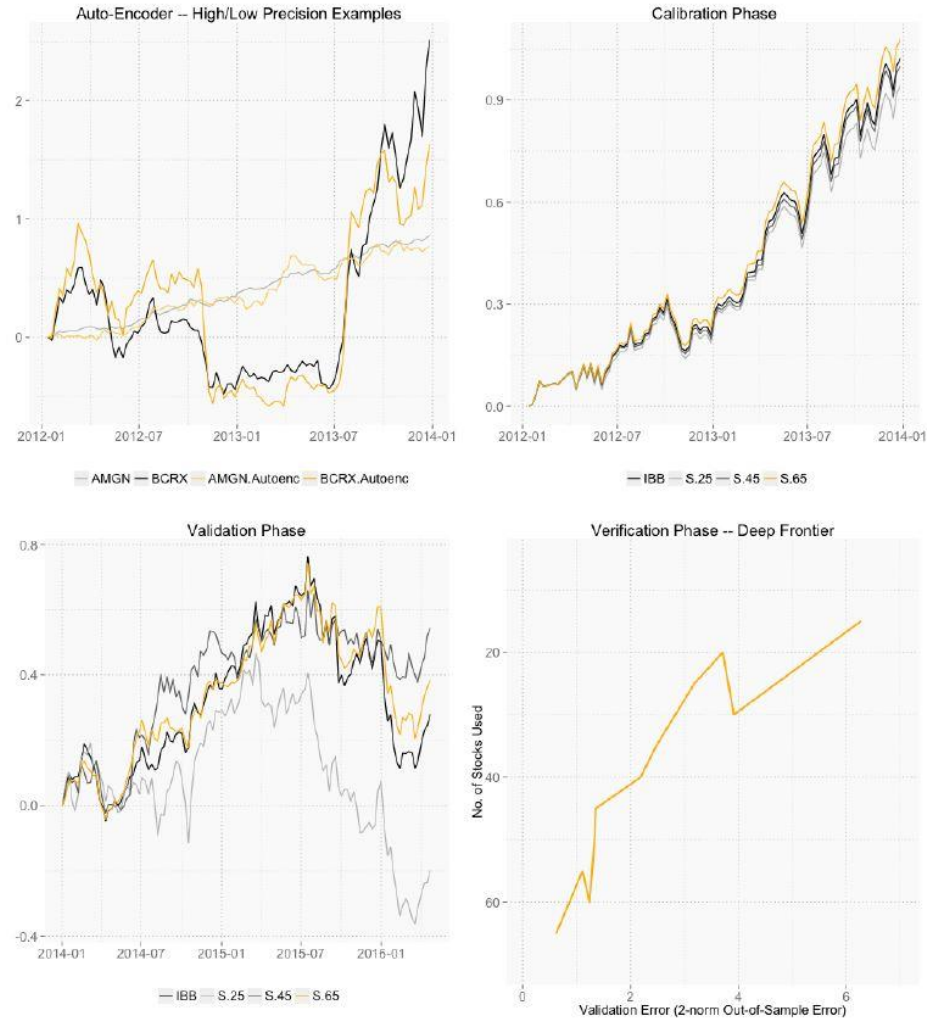 Auto-Encoder -- High/Low Precision Examples
2
1
0
2012-01 2012-07 2013-01 2013-07 2014-01
AMGN BCRX AMGN.Autoenc BCRX.Autoenc
Calibration Phase
0.9
0.6
0.3
0.0
2012-01 2012-07 2013-01 2013-07 2014-01
IBB S.25 S.45 S.65
Validation Phase
0.8
0.4
0.0
-0.4
2014-01 2014-07 2015-01 2015-07 2016-01
IBB S.25 S.45 S.65
Verification Phase -- Deep Frontier
No. of Stocks Used
20
40
60
0 2 4 6
Validation Error (2-norm Out-of-Sample Error)